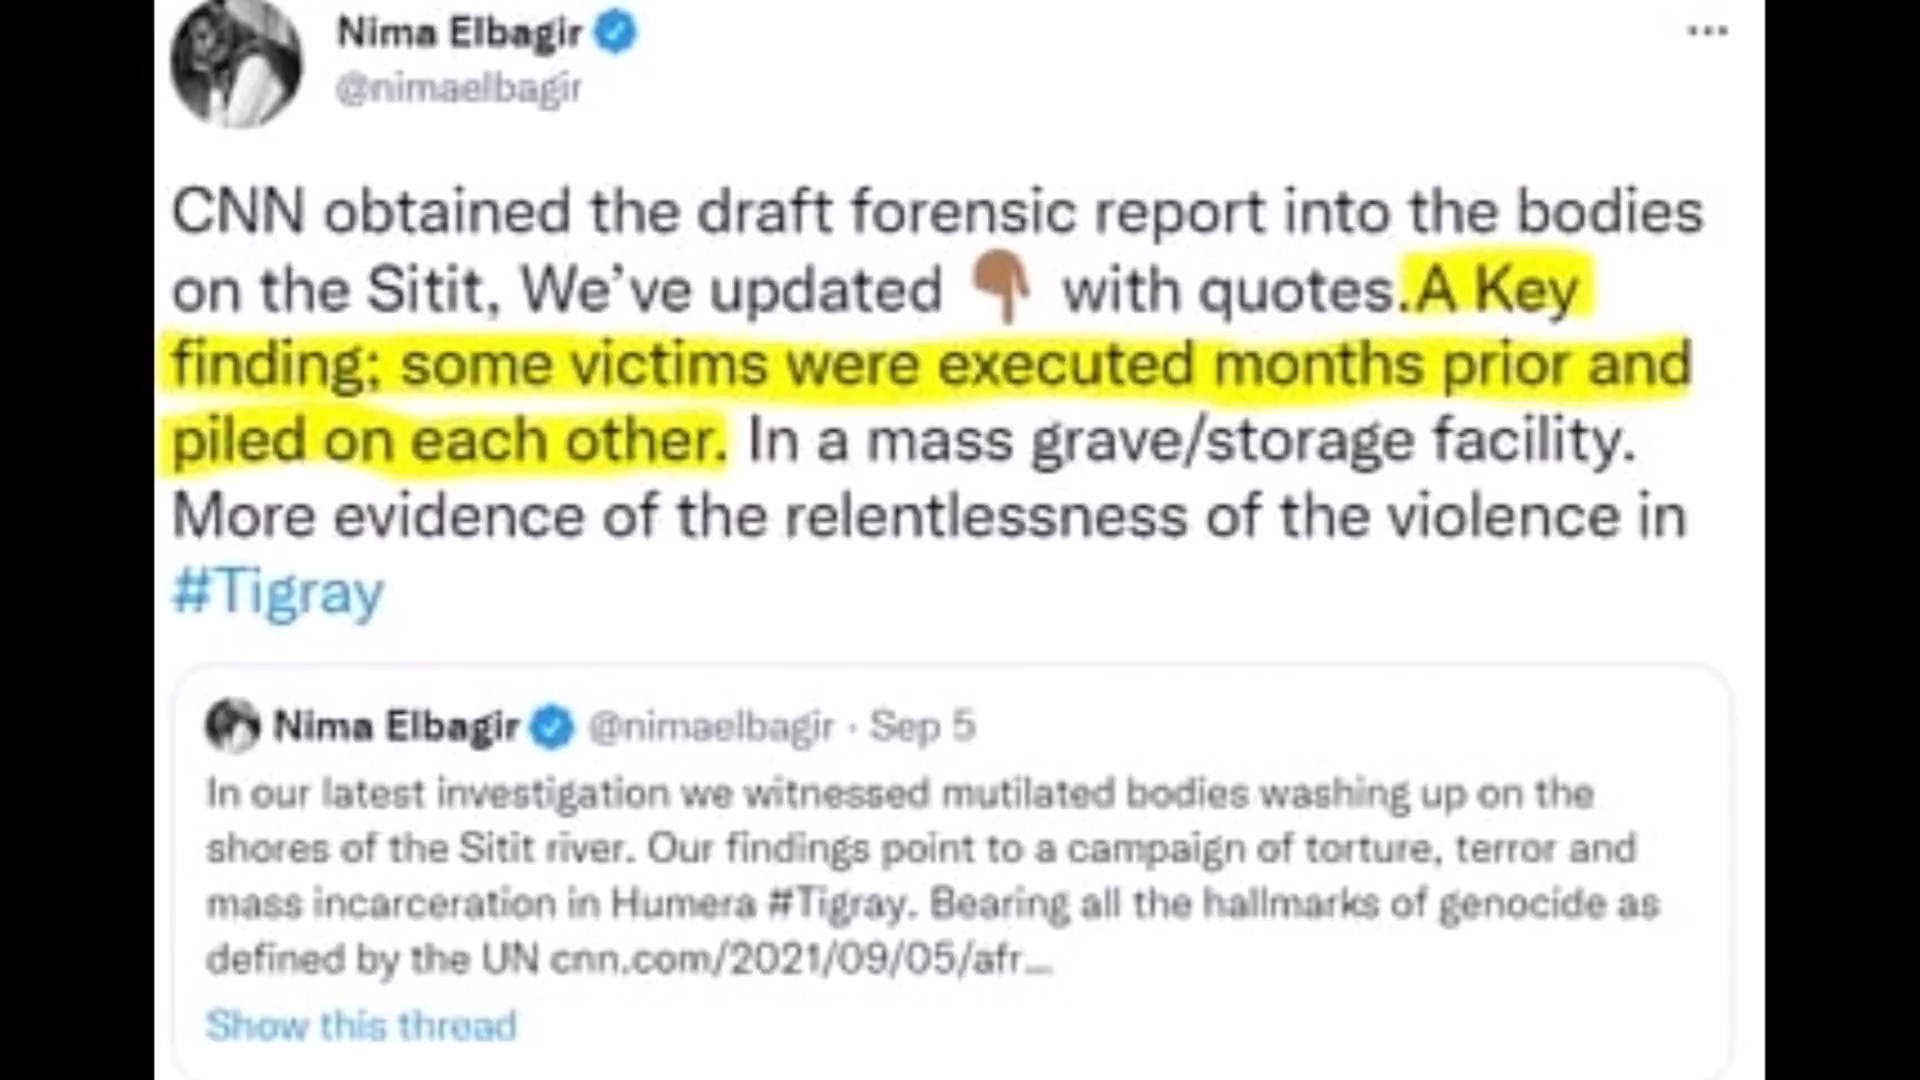 Nima Elbagir
@nimaelbagir
CNN obtained the draft forensic report into the bodies
on the Sitit, We've updated 👇🏾 with quotes.A Key
finding; some victims were executed months prior and
piled on each other. In a mass grave/storage facility.
More evidence of the relentlessness of the violence in
#Tigray
Nima Elbagir @nimaelbagir · Sep 5
In our latest investigation we witnessed mutilated bodies washing up on the
shores of the Sitit river. Our findings point to a campaign of torture, terror and
mass incarceration in Humera #Tigray. Bearing all the hallmarks of genocide as
defined by the UN cnn.com/2021/09/05/afr...
Show this thread